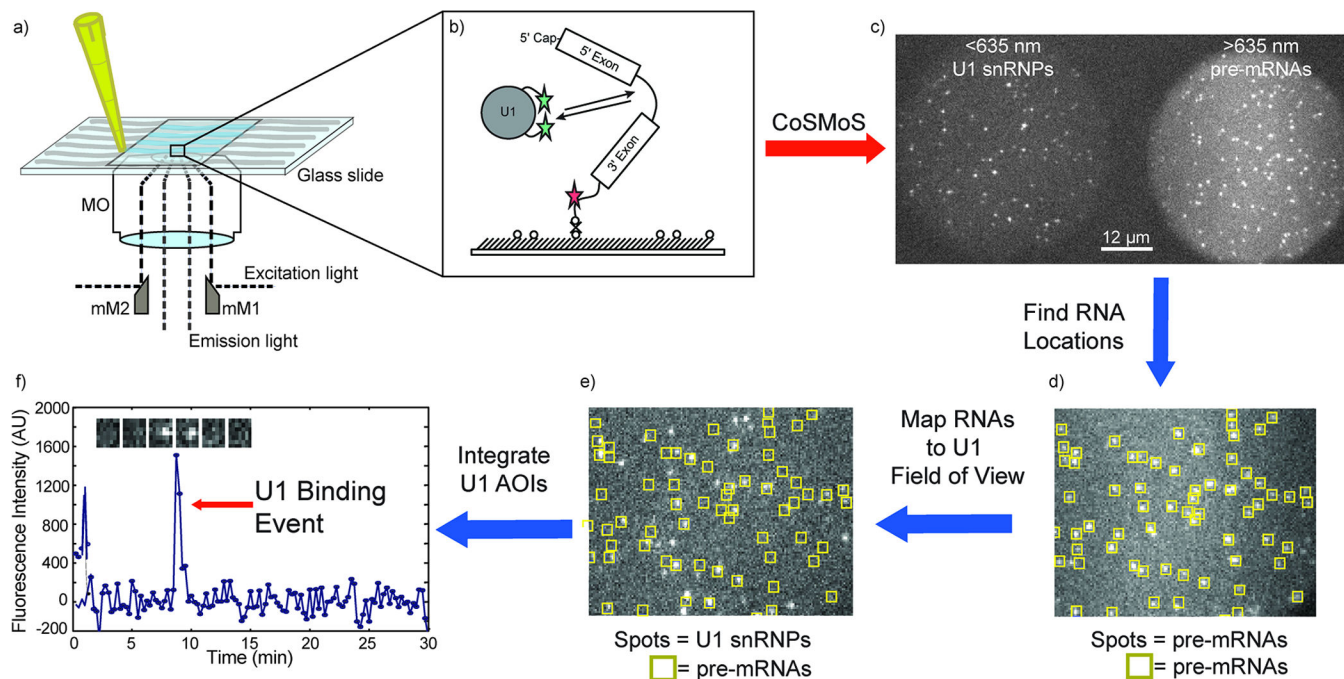 a)
Glass slide
MO
Excitation light
mM2
mM1
Emission light
b)
5' Cap
5' Exon
U1
3' Exon
CoSMoS
c)
<635 nm
U1 snRNPs
>635 nm
pre-mRNAs
12 µm
Find RNA
Locations
d)
Spots = pre-mRNAs
= pre-mRNAs
Map RNAs
to U1
Field of View
e)
Spots = U1 snRNPs
= pre-mRNAs
Integrate
U1 AOIs
f)
Fluorescence Intensity (AU)
2000
1600
1200
800
400
0
-200
U1 Binding
Event
0 5 10 15 20 25 30
Time (min)